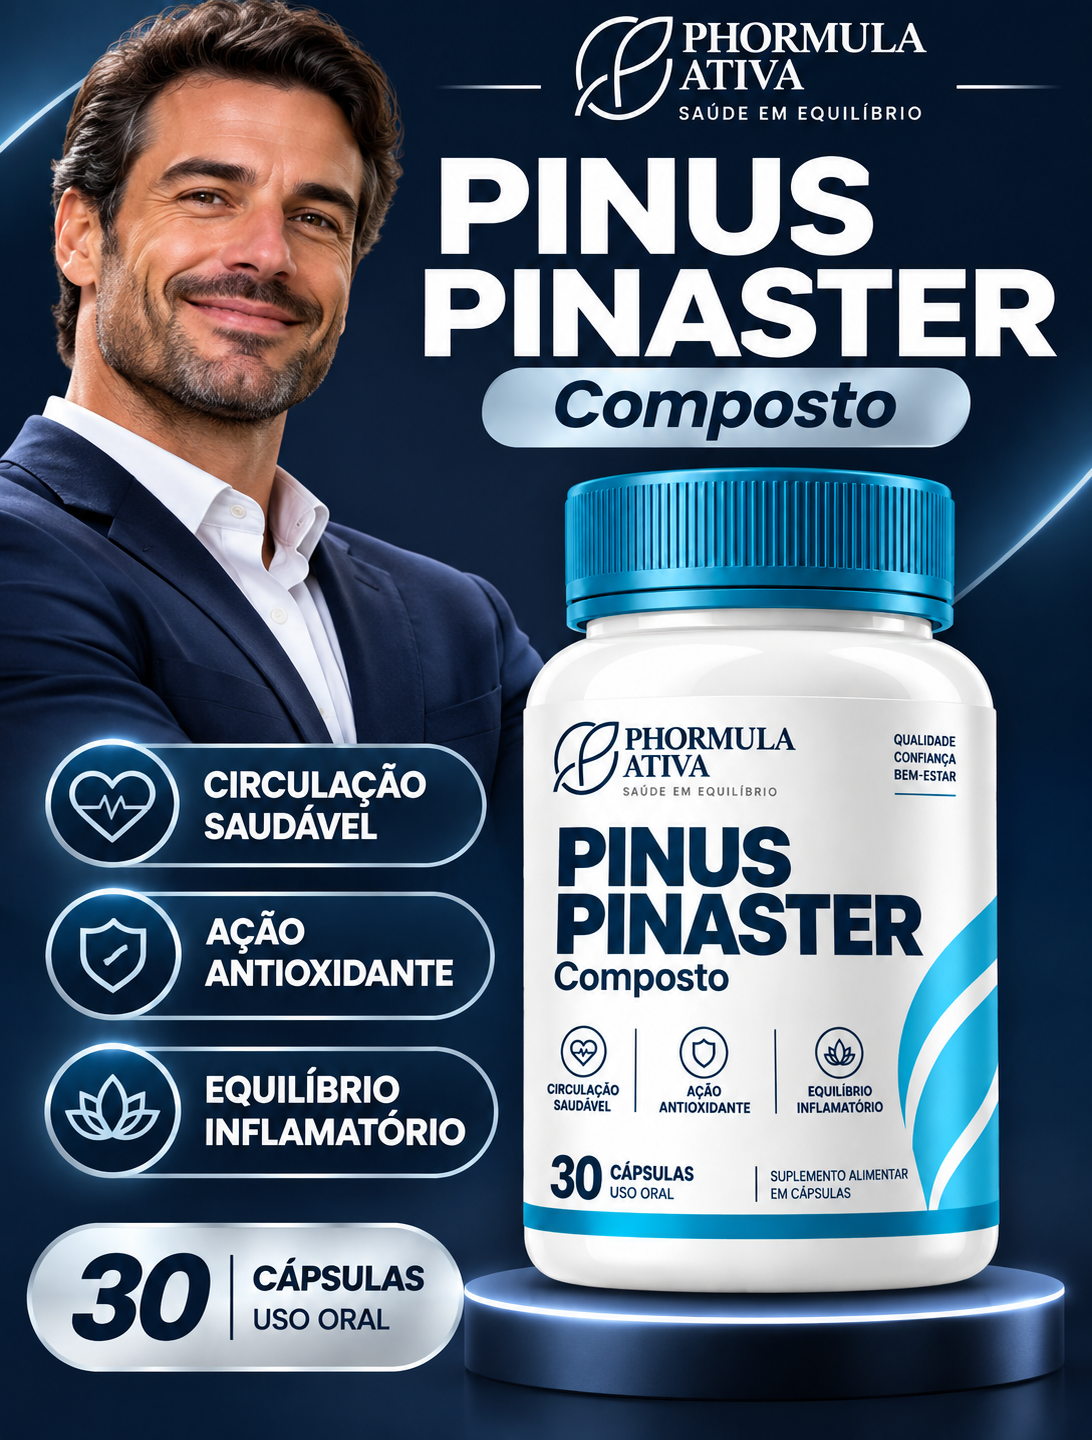 PHORMULA
ATIVA
SAÚDE EM EQUILÍBRIO
PINUS
PINASTER
Composto
PHORMULA
ATIVA
SAÚDE EM EQUILÍBRIO
QUALIDADE
CONFIANÇA
BEM-ESTAR
PINUS
PINASTER
Composto
CIRCULAÇÃO
SAUDÁVEL
AÇÃO
ANTIOXIDANTE
EQUILÍBRIO
INFLAMATÓRIO
30 CÁPSULAS
USO ORAL
SUPLEMENTO ALIMENTAR
EM CÁPSULAS
CIRCULAÇÃO
SAUDÁVEL
AÇÃO
ANTIOXIDANTE
EQUILÍBRIO
INFLAMATÓRIO
30 CÁPSULAS
USO ORAL